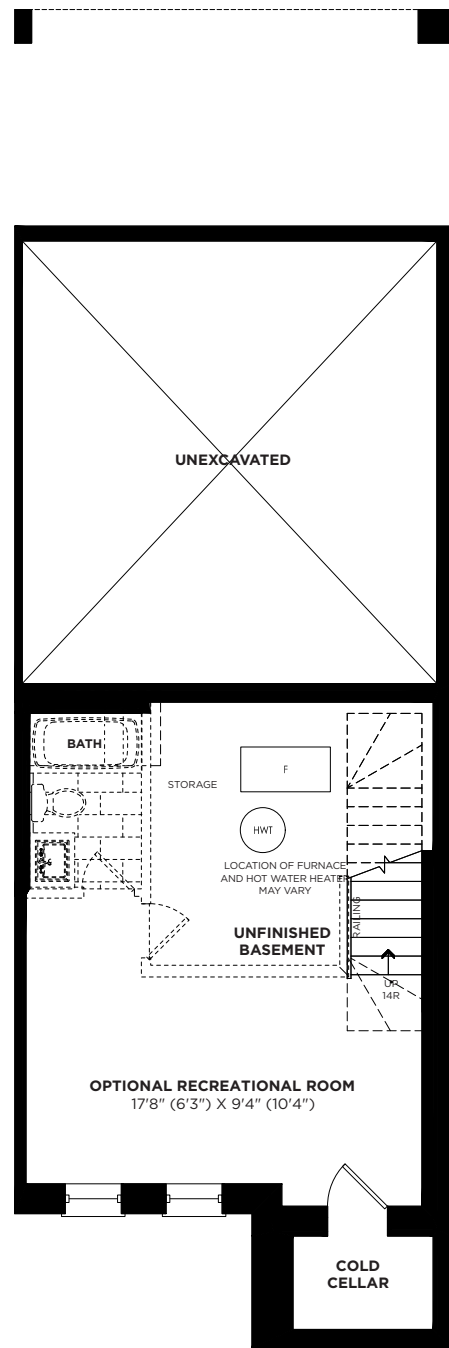 UNEXCAVATED
BATH
STORAGE
F
HWT
LOCATION OF FURNACE
AND HOT WATER HEATER
MAY VARY
RAILING
UNFINISHED
BASEMENT
UP
14R
OPTIONAL RECREATIONAL ROOM
17'8" (6'3") X 9'4" (10'4")
COLD
CELLAR